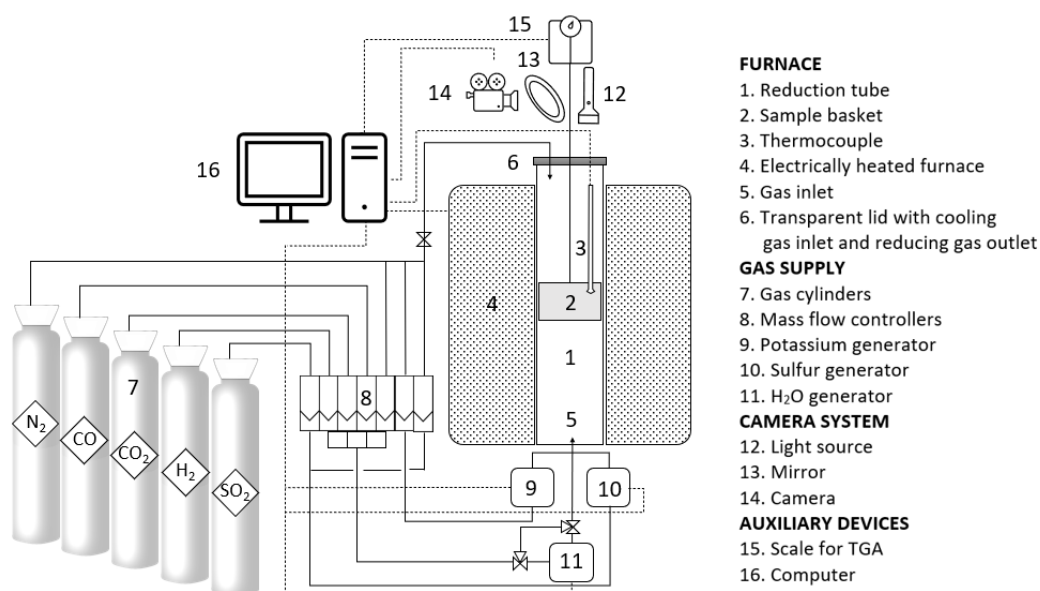 15
13
14
12
16
6
3
4
2
7
8
1
5
N₂
CO
CO₂
H₂
SO₂
9
10
11
FURNACE
1. Reduction tube
2. Sample basket
3. Thermocouple
4. Electrically heated furnace
5. Gas inlet
6. Transparent lid with cooling
gas inlet and reducing gas outlet
GAS SUPPLY
7. Gas cylinders
8. Mass flow controllers
9. Potassium generator
10. Sulfur generator
11. H₂O generator
CAMERA SYSTEM
12. Light source
13. Mirror
14. Camera
AUXILIARY DEVICES
15. Scale for TGA
16. Computer